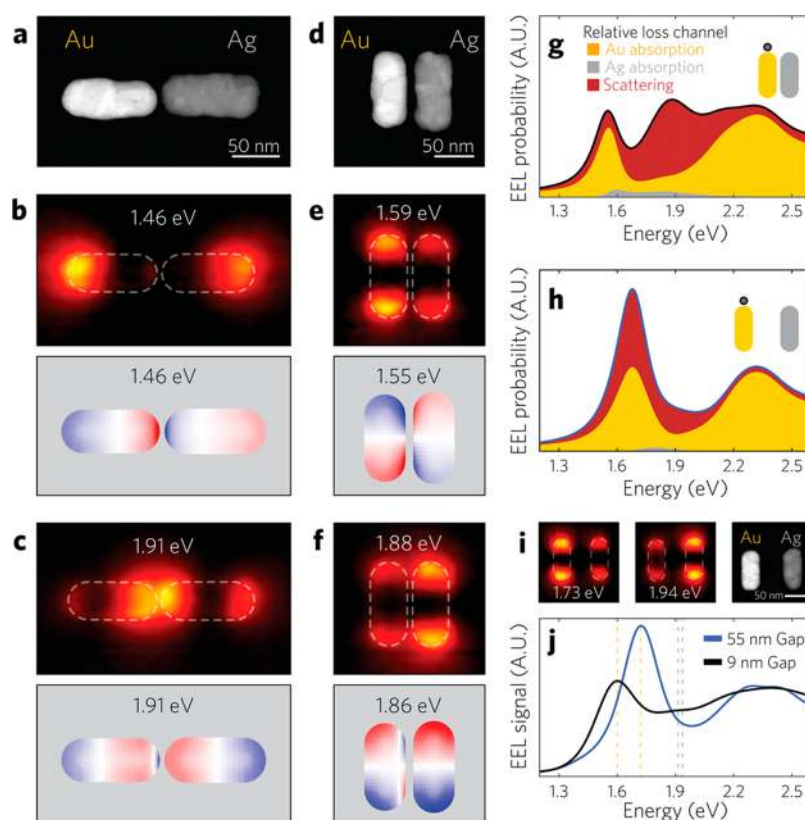 a
Au
Ag
50 nm
b
1.46 eV
1.46 eV
c
1.91 eV
1.91 eV
d
Au
Ag
50 nm
e
1.59 eV
1.55 eV
f
1.88 eV
1.86 eV
g
Relative loss channel
Au absorption
Ag absorption
Scattering
EEL probability (A.U.)
1.3 1.6 1.9 2.2 2.5
Energy (eV)
h
EEL probability (A.U.)
1.3 1.6 1.9 2.2 2.5
Energy (eV)
i
1.73 eV
1.94 eV
Au
Ag
50 nm
j
55 nm Gap
9 nm Gap
EEL signal (A.U.)
1.3 1.6 1.9 2.2 2.5
Energy (eV)